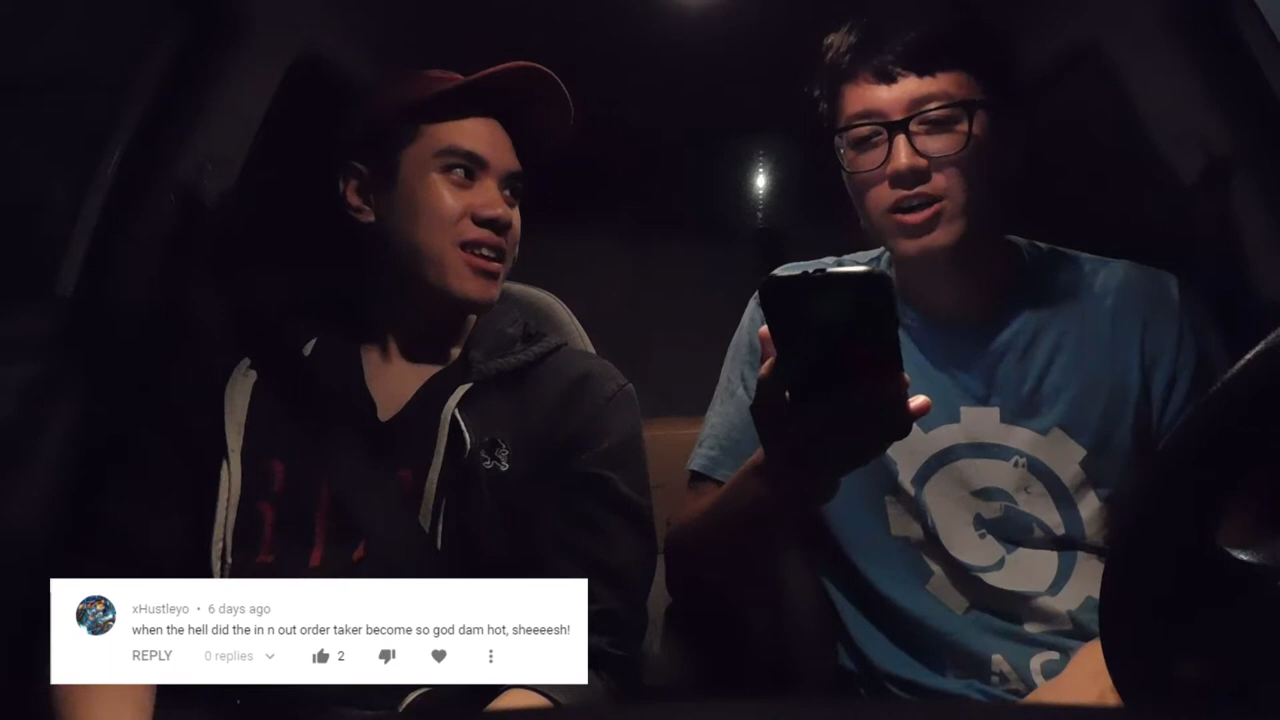 xHustleyo • 6 days ago
when the hell did the in n out order taker become so god dam hot, sheeeesh!
REPLY 0 replies 2
AC